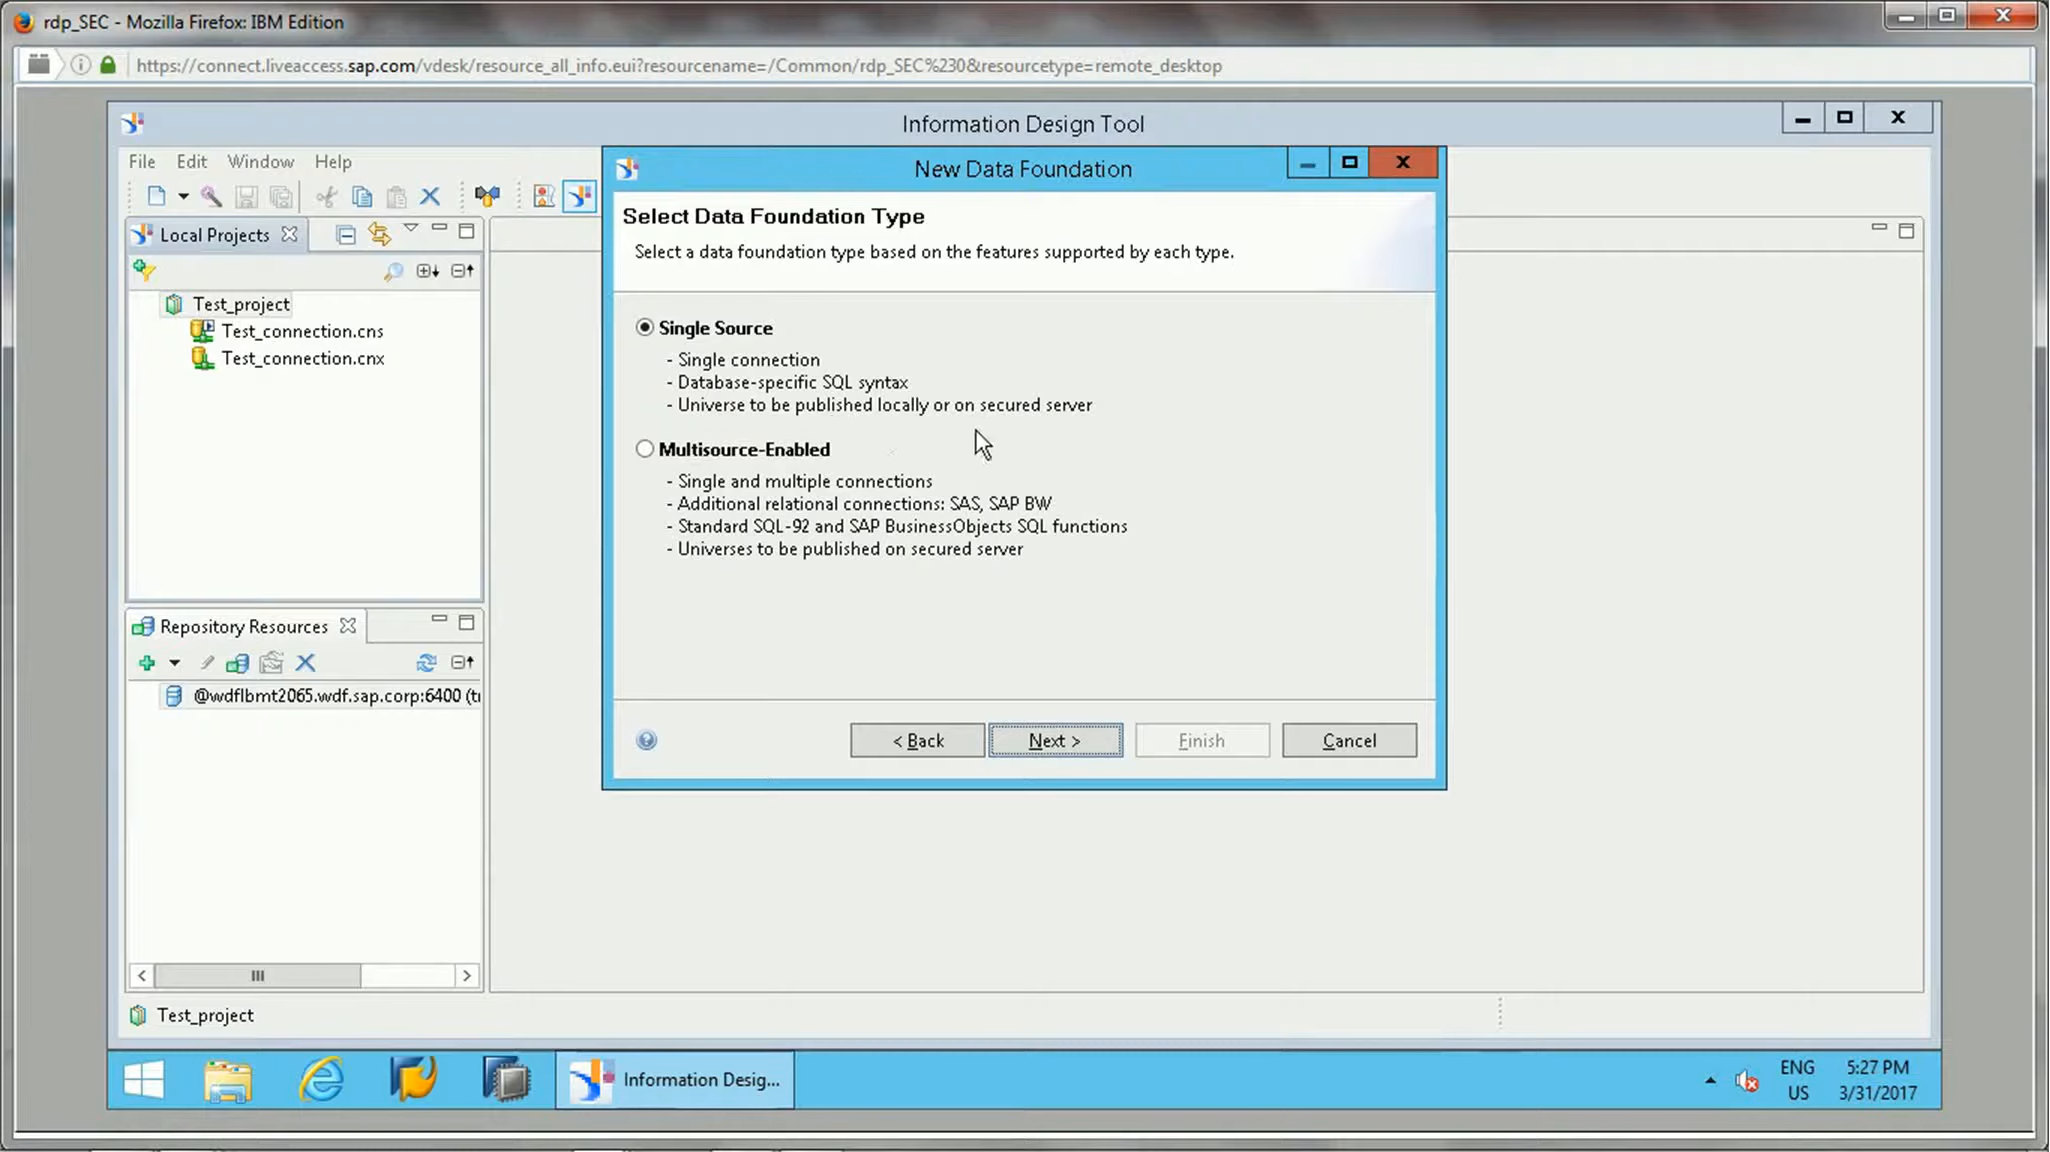 rdp_SEC - Mozilla Firefox: IBM Edition
https://connect.liveaccess.sap.com/vdesk/resource_all_info.eui?resourcename=/Common/rdp_SEC%230&resourcetype=remote_desktop
Information Design Tool
File Edit Window Help
New Data Foundation
Select Data Foundation Type
Select a data foundation type based on the features supported by each type.
Local Projects
Test_project
Test_connection.cns
Test_connection.cnx
Single Source
- Single connection
- Database-specific SQL syntax
- Universe to be published locally or on secured server
Multisource-Enabled
- Single and multiple connections
- Additional relational connections: SAS, SAP BW
- Standard SQL-92 and SAP BusinessObjects SQL functions
- Universes to be published on secured server
Repository Resources
@wdflbmt2065.wdf.sap.corp:6400 (tu
< Back Next > Finish Cancel
Test_project
Information Desig...
ENG 5:27 PM
US 3/31/2017